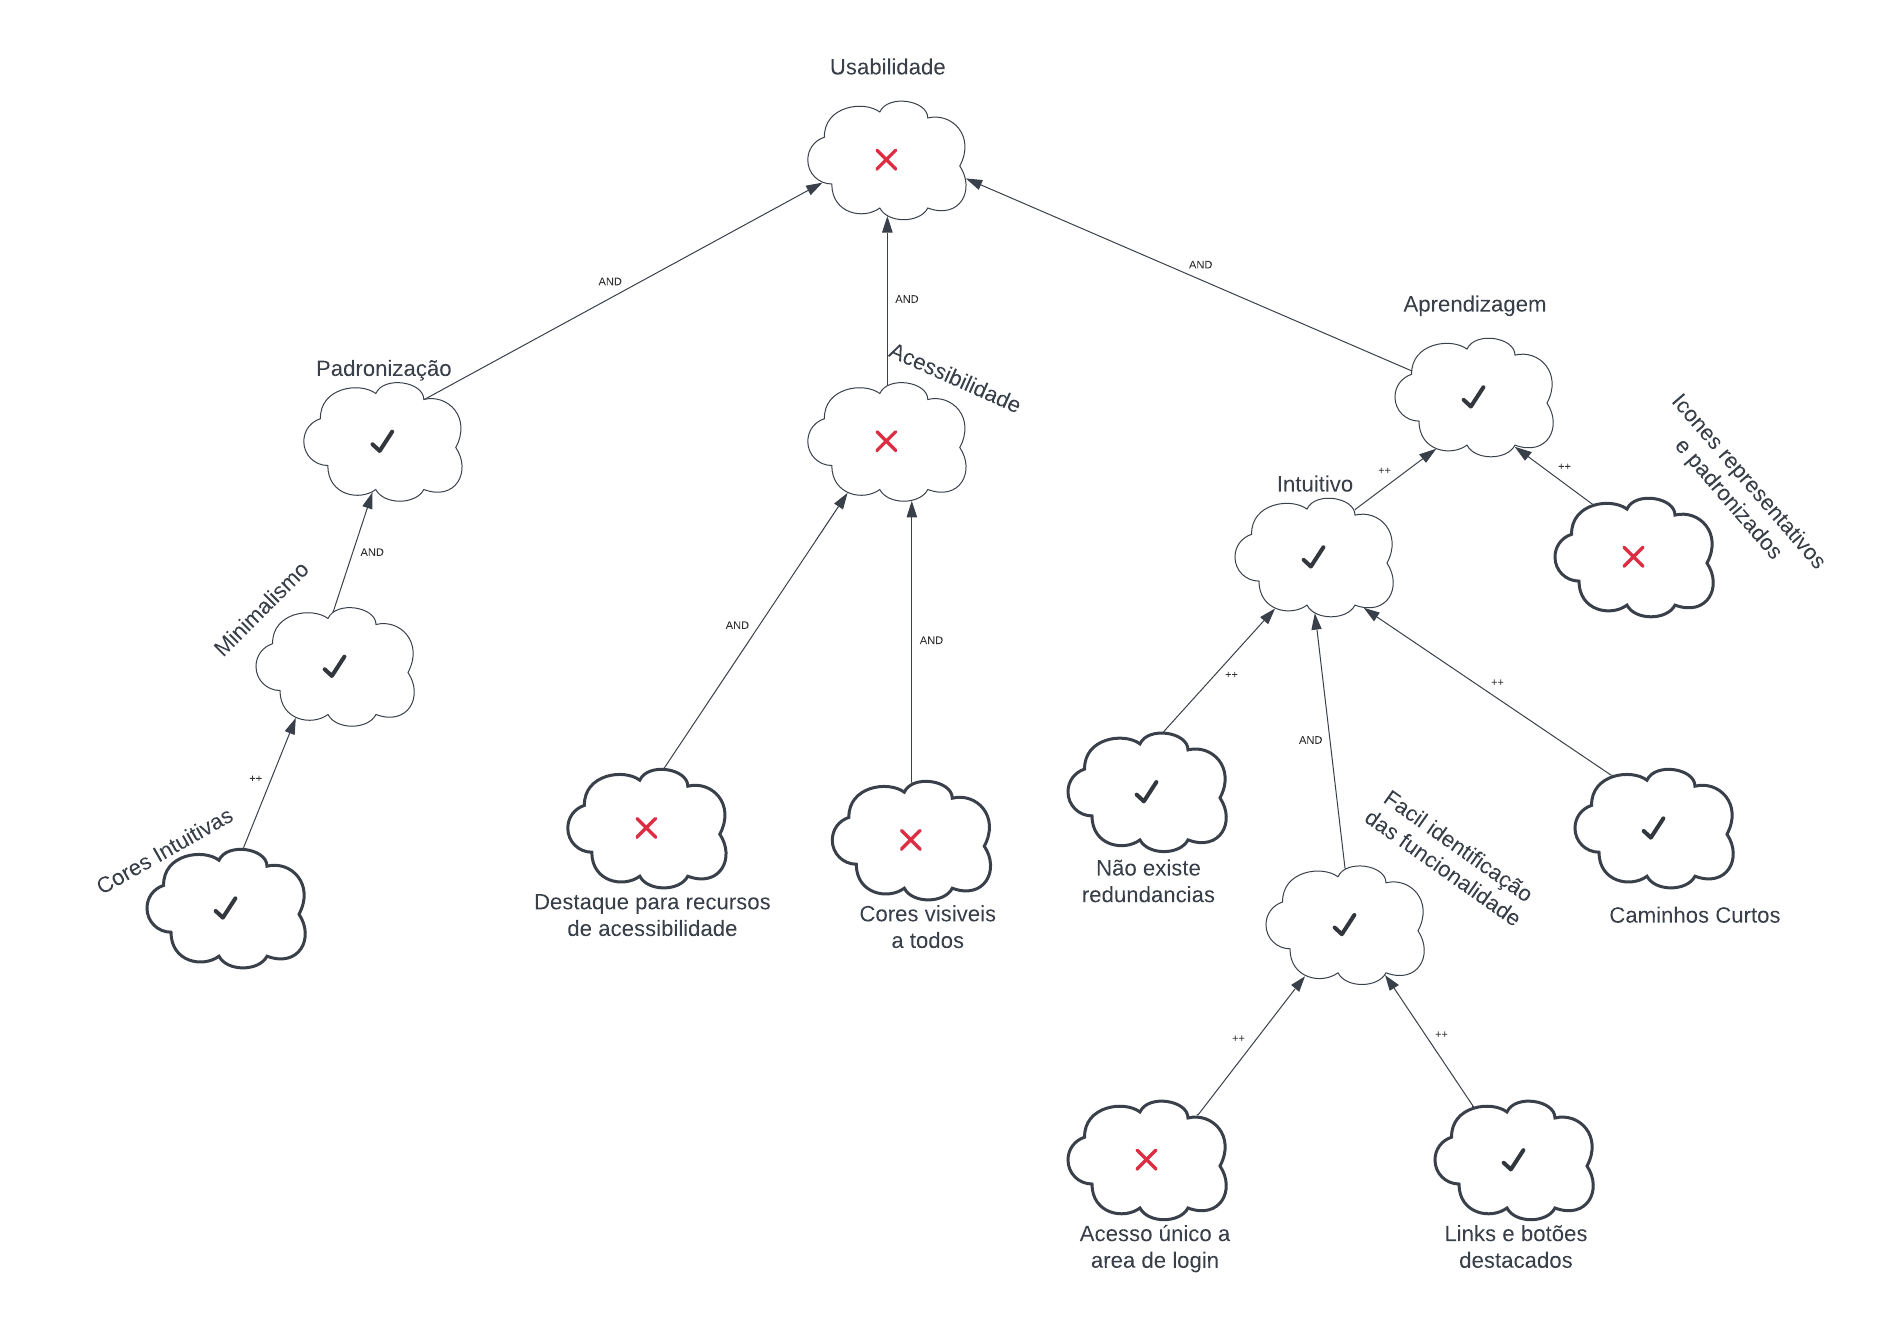 Usabilidade
AND
AND
AND
Aprendizagem
Acessibilidade
Padronização
Icones representativos
e padronizados
++
++
Intuitivo
AND
Minimalismo
AND
AND
++
++
AND
++
Cores Intuitivas
Facil identificação
das funcionalidade
Não existe
redundancias
Destaque para recursos
de acessibilidade
Cores visiveis
a todos
Caminhos Curtos
++
++
Acesso único a
area de login
Links e botões
destacados